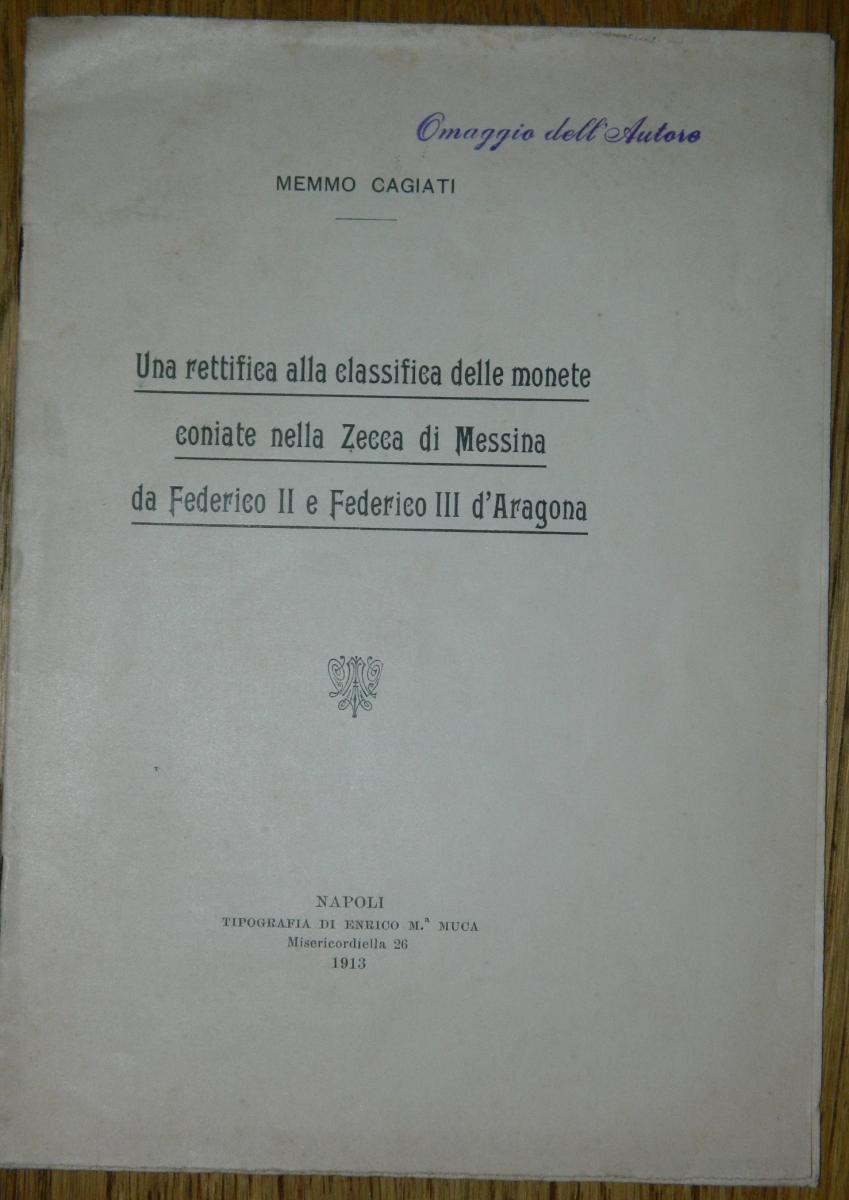 Omaggio dell'Autore
MEMMO CAGIATI
Una rettifica alla classifica delle monete
coniate nella Zecca di Messina
da Federico II e Federico III d'Aragona
NAPOLI
TIPOGRAFIA DI ENRICO M.ª MUCA
Misericordiella 26
1913